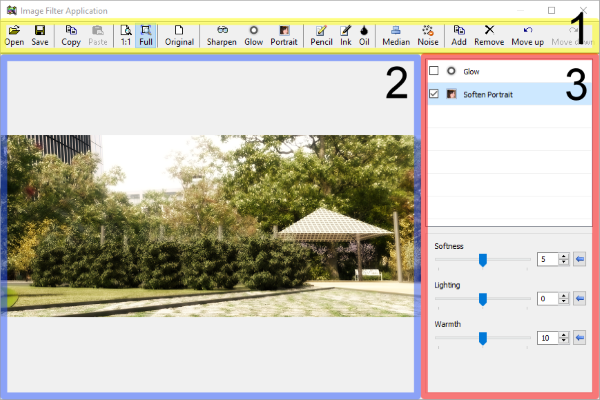 Image Filter Application
1
Open Save Copy Paste 1:1 Full Original Sharpen Glow Portrait Pencil Ink Oil Median Noise Add Remove Move up Move down
2
3
Glow
Soften Portrait
Softness
5
Lighting
0
Warmth
10